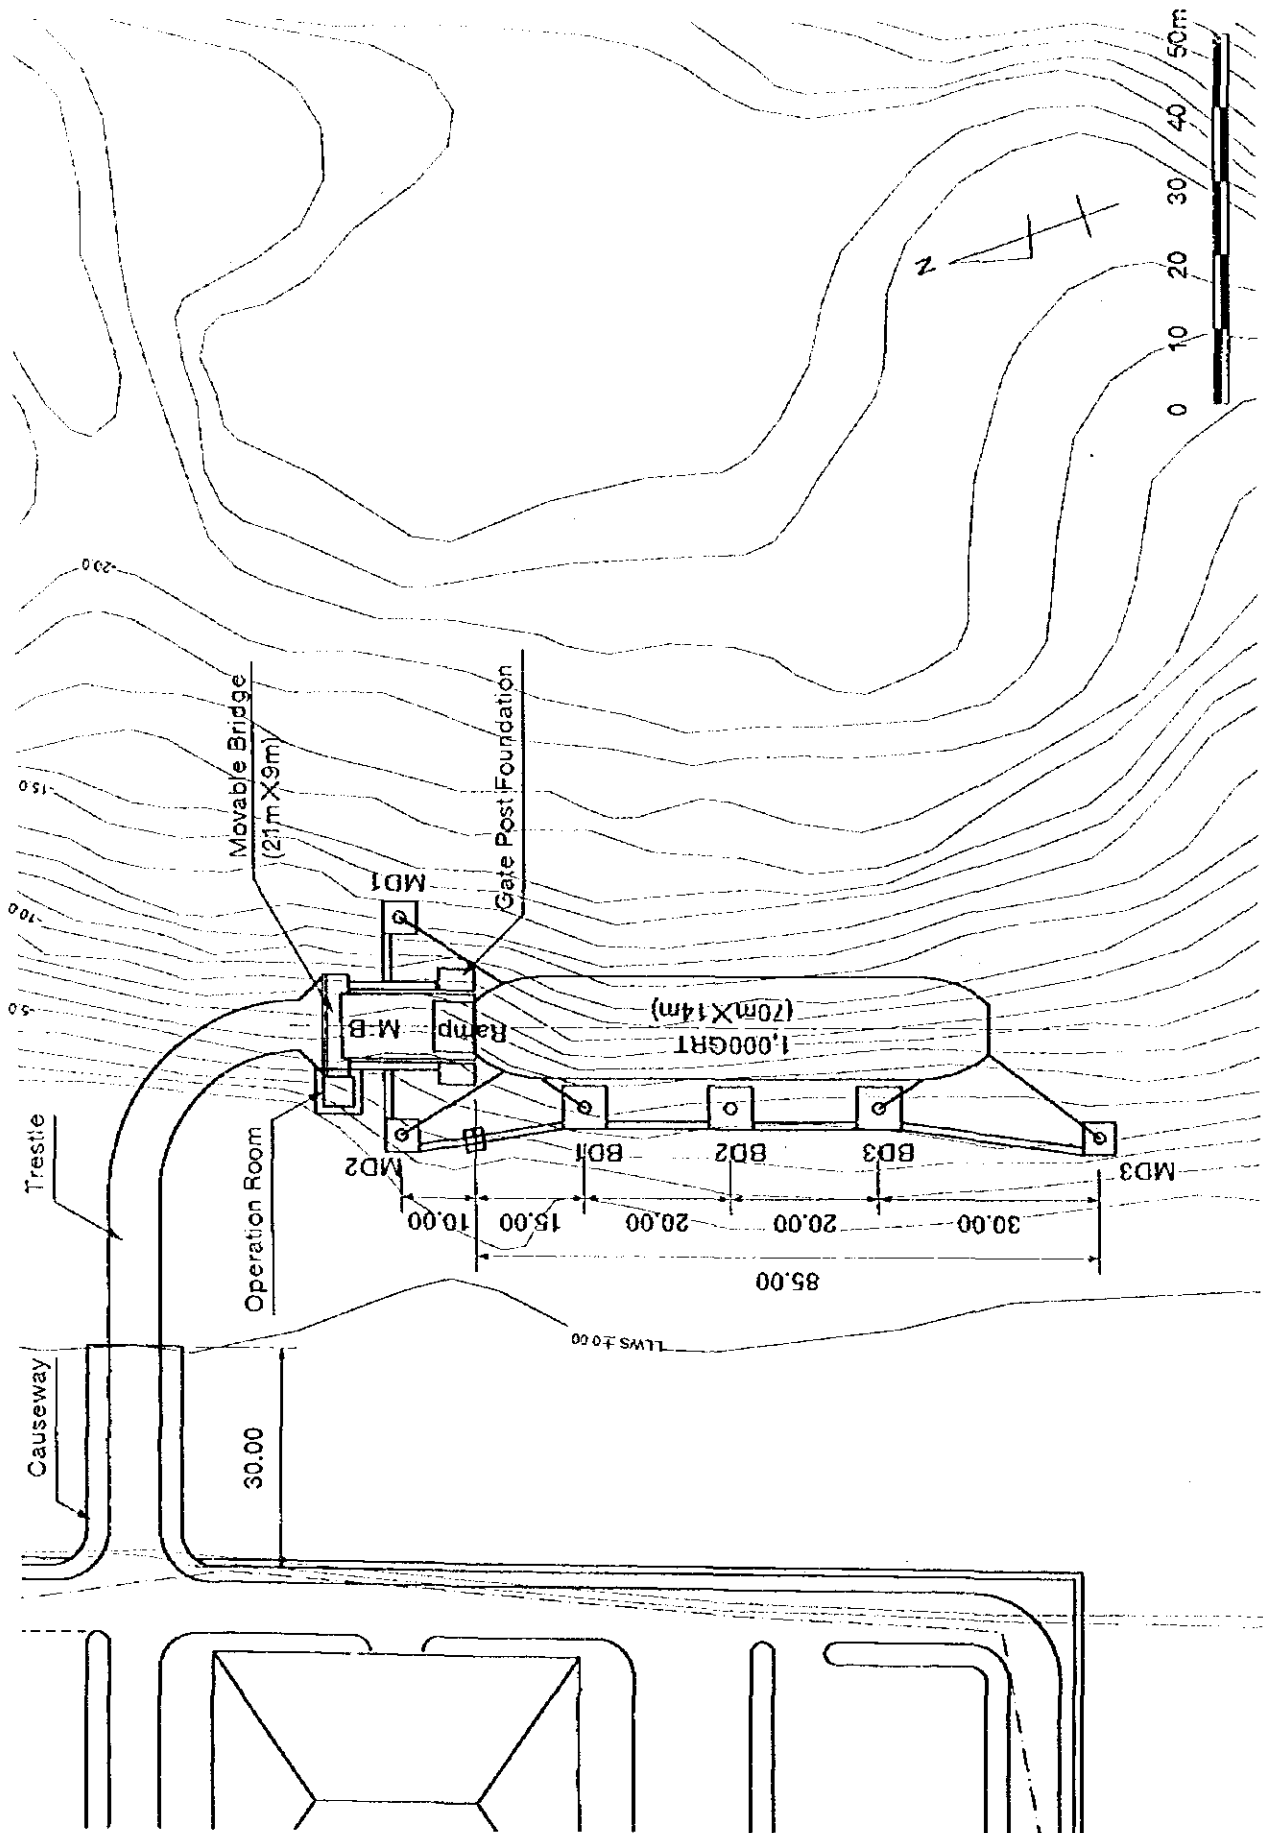 50m
40
30
20
10
0
N
-20.0
-15.0
-10.0
-5.0
Movable Bridge
(21m×9m)
Gate Post Foundation
MD1
M·B
Ramp
1,000GRT
(70m×14m)
Trestle
Operation Room
MD2
BD1
BD2
BD3
MD3
10.00
15.00
20.00
20.00
30.00
85.00
LLWS ±0.00
Causeway
30.00